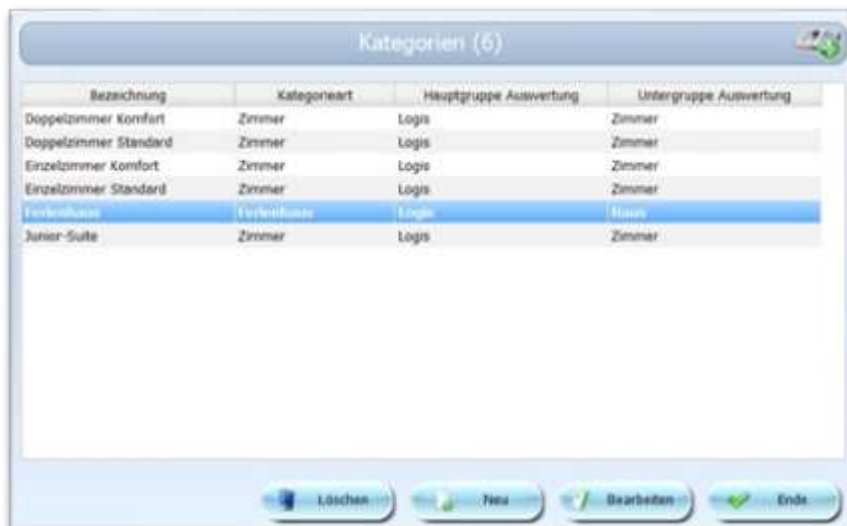 Kategorien (6)
Bezeichnung Kategorieart Hauptgruppe Auswertung Untergruppe Auswertung
Doppelzimmer Komfort Zimmer Logis Zimmer
Doppelzimmer Standard Zimmer Logis Zimmer
Einzelzimmer Komfort Zimmer Logis Zimmer
Einzelzimmer Standard Zimmer Logis Zimmer
Ferienhaus Ferienhaus Logis Haus
Junior-Suite Zimmer Logis Zimmer
Löschen Neu Bearbeiten Ende